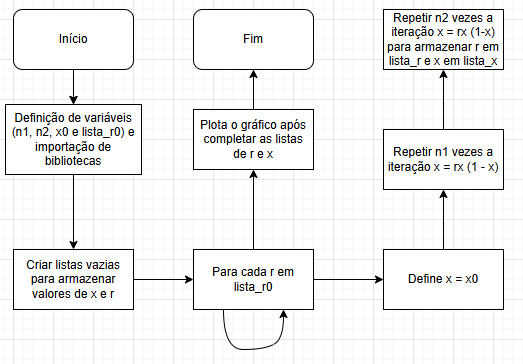 Início
Definição de variáveis
(n1, n2, x0 e lista_r0) e
importação de
bibliotecas
Criar listas vazias
para armazenar
valores de x e r
Para cada r em
lista_r0
Plota o gráfico após
completar as listas
de r e x
Fim
Define x = x0
Repetir n1 vezes a
iteração x = rx (1 - x)
Repetir n2 vezes a
iteração x = rx (1-x)
para armazenar r em
lista_r e x em lista_x